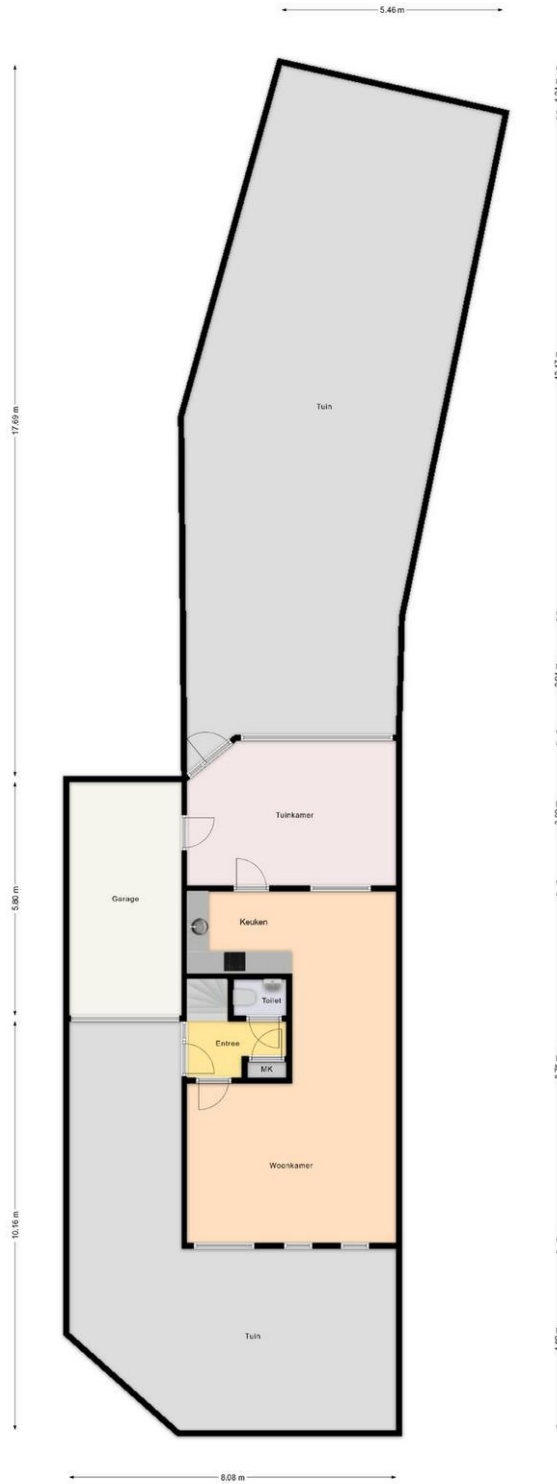 5.46 m
17.69 m
Tuin
Tuinkamer
Garage
5.80 m
Keuken
Toilet
Entree
MK
Woonkamer
10.16 m
Tuin
8.08 m